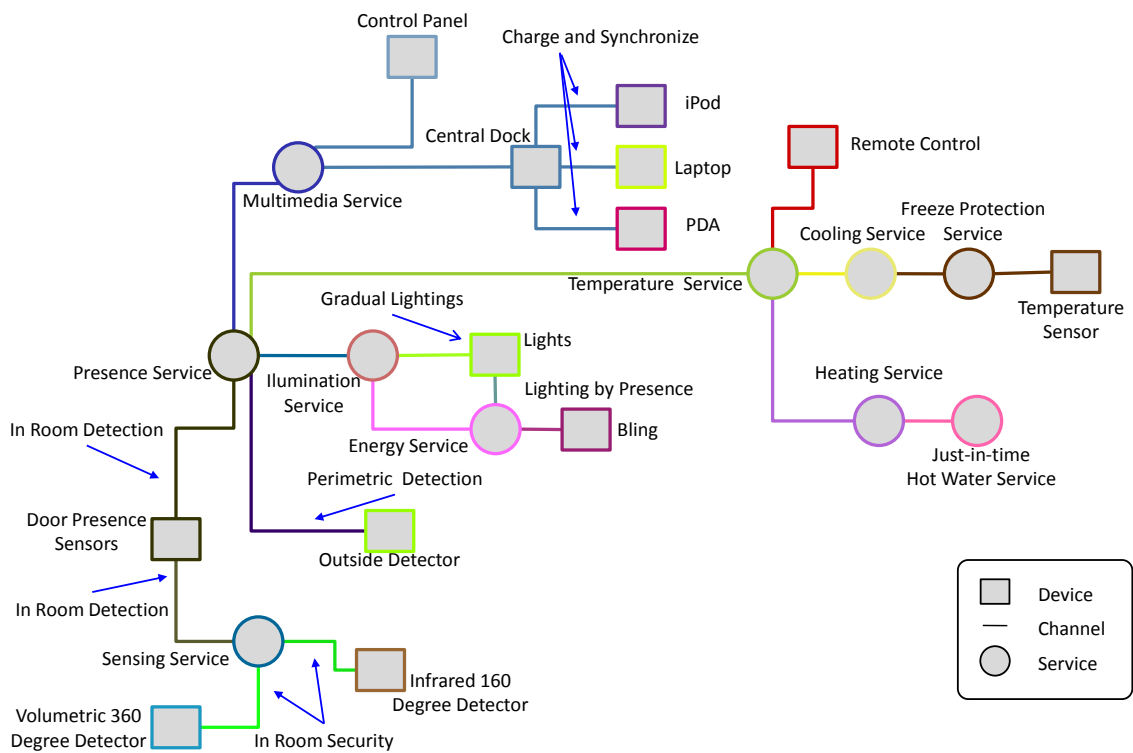 Control Panel
Charge and Synchronize
iPod
Central Dock
Laptop
Remote Control
Multimedia Service
PDA
Freeze Protection
Service
Cooling Service
Temperature  Service
Temperature
Sensor
Gradual Lightings
Lights
Presence Service
Ilumination
Service
Lighting by Presence
Heating Service
In Room Detection
Energy Service
Bling
Just-in-time
Hot Water Service
Perimetric  Detection
Door Presence
Sensors
Outside Detector
In Room Detection
Sensing Service
Infrared 160
Degree Detector
Volumetric 360
Degree Detector
In Room Security
Device
Channel
Service